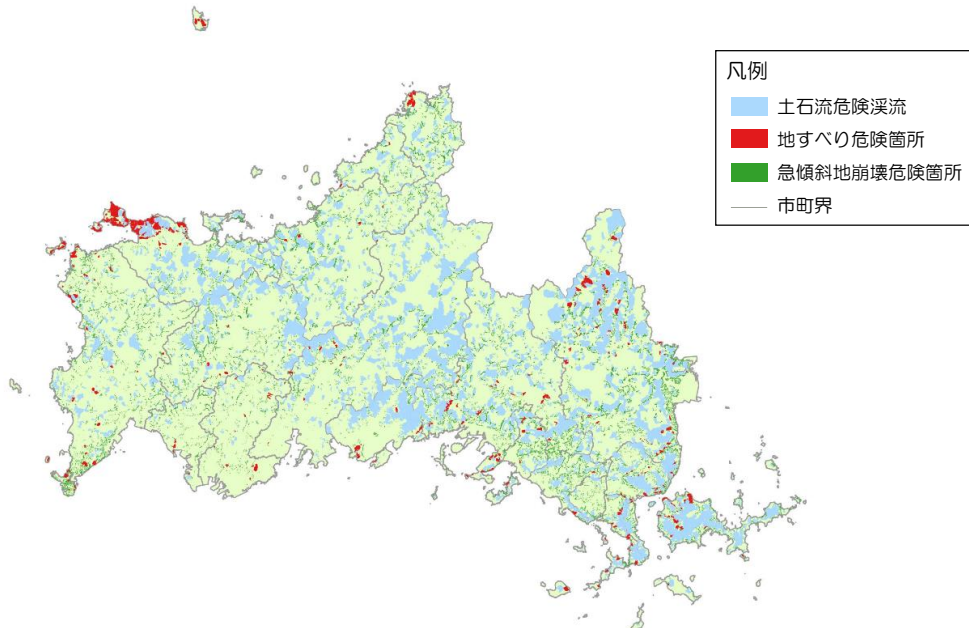 凡例
土石流危険渓流
地すべり危険箇所
急傾斜地崩壊危険箇所
市町界